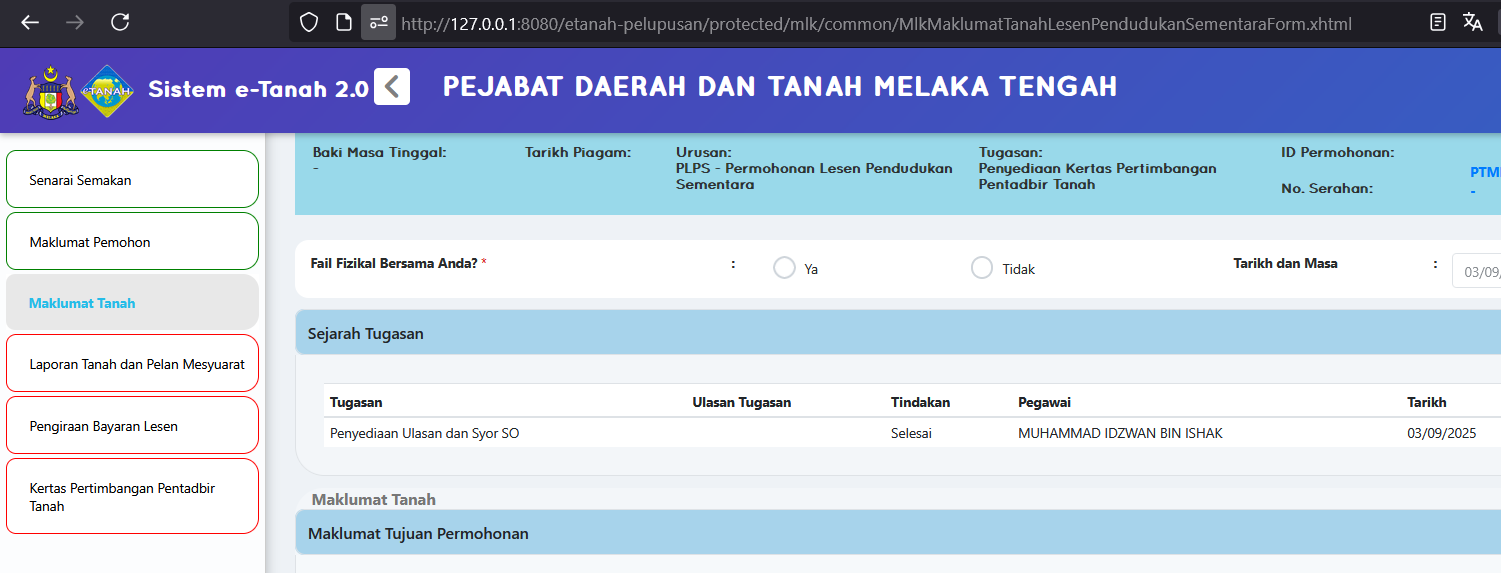 http://127.0.0.1:8080/etanah-pelupusan/protected/mlk/common/MlkMaklumatTanahLesenPendudukanSementaraForm.xhtml
eTANAH
Sistem e-Tanah 2.0
PEJABAT DAERAH DAN TANAH MELAKA TENGAH
Senarai Semakan
Maklumat Pemohon
Maklumat Tanah
Laporan Tanah dan Pelan Mesyuarat
Pengiraan Bayaran Lesen
Kertas Pertimbangan Pentadbir
Tanah
Baki Masa Tinggal:
-
Tarikh Piagam:
Urusan:
PLPS - Permohonan Lesen Pendudukan
Sementara
Tugasan:
Penyediaan Kertas Pertimbangan
Pentadbir Tanah
ID Permohonan:
No. Serahan:
-
Fail Fizikal Bersama Anda? * : Ya Tidak Tarikh dan Masa : 03/09/
Sejarah Tugasan
Tugasan Ulasan Tugasan Tindakan Pegawai Tarikh
Penyediaan Ulasan dan Syor SO Selesai MUHAMMAD IDZWAN BIN ISHAK 03/09/2025
Maklumat Tanah
Maklumat Tujuan Permohonan